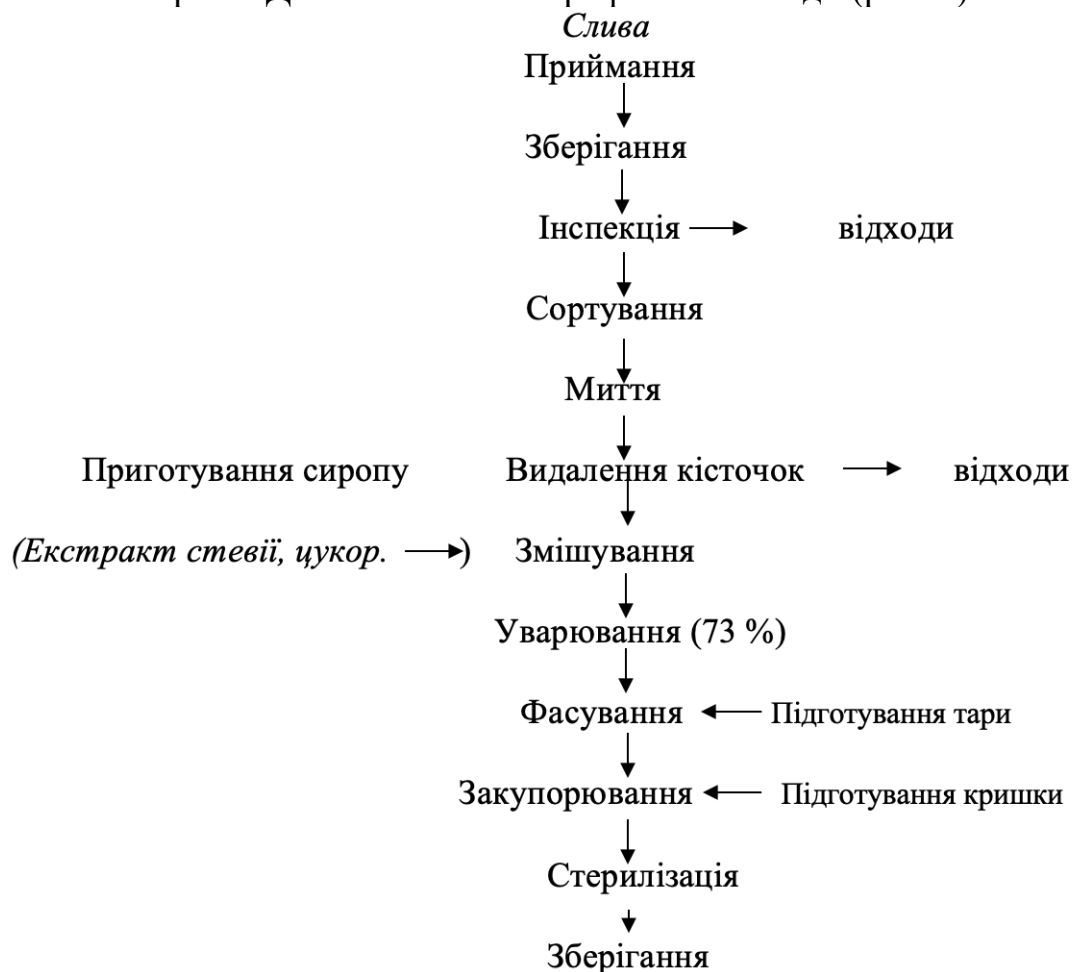 Слива
Приймання
Зберігання
Інспекція відходи
Сортування
Миття
Приготування сиропу Видалення кісточок відходи
(Екстракт стевії, цукор. ) Змішування
Уварювання (73 %)
Фасування Підготування тари
Закупорювання Підготування кришки
Стерилізація
Зберігання